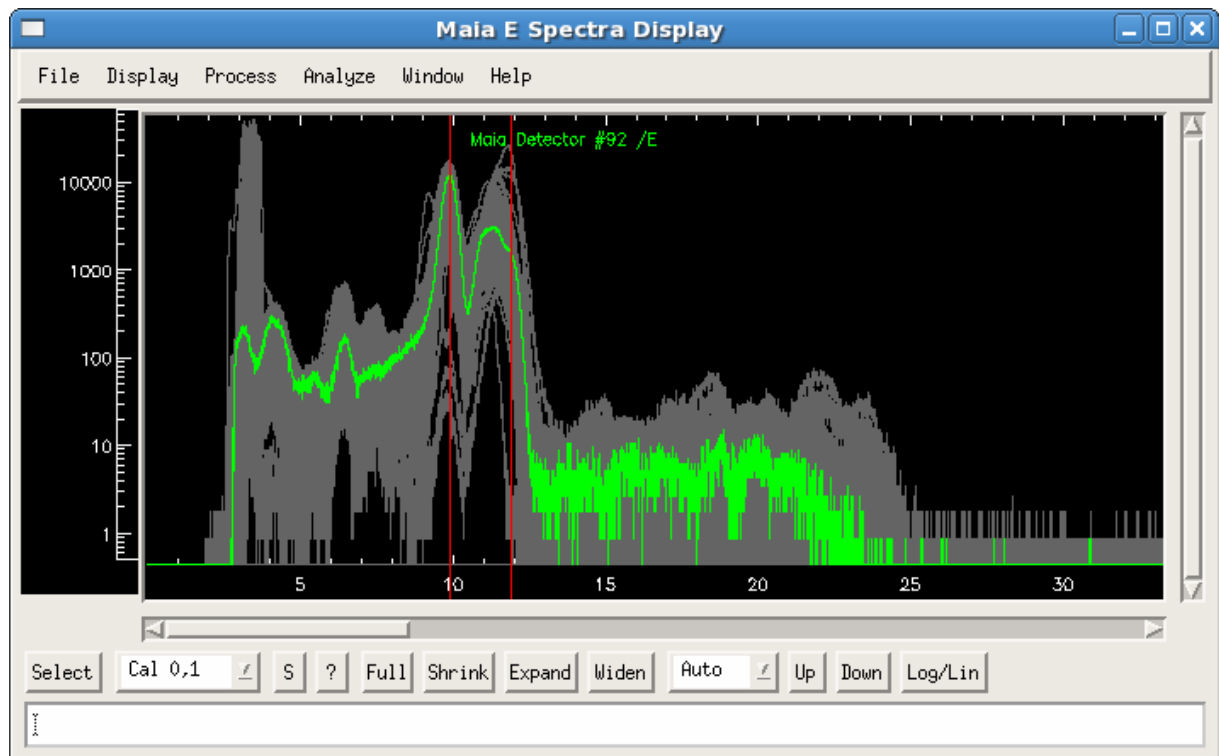 Maia E Spectra Display
File Display Process Analyze Window Help
Maia Detector #92 /E
10000
1000
100
10
1
5 10 15 20 25 30
Select Cal 0,1 S ? Full Shrink Expand Widen Auto Up Down Log/Lin